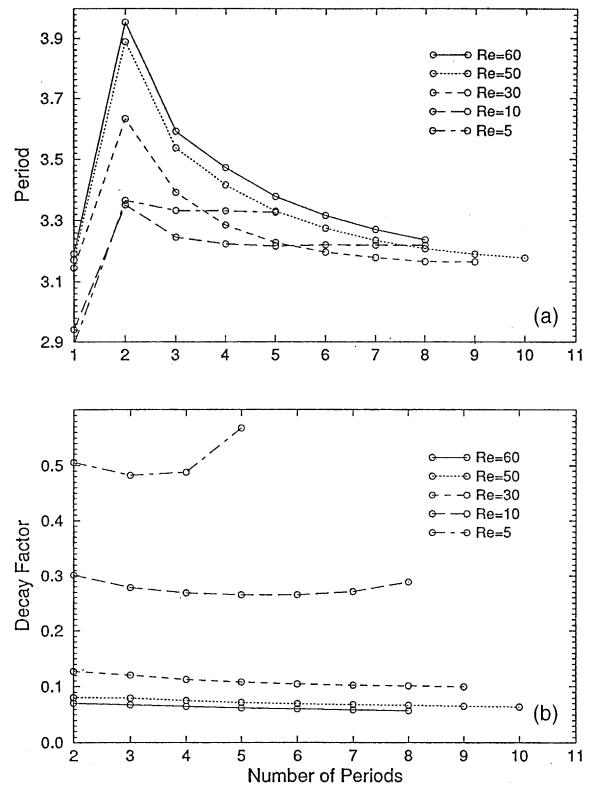 3.9
3.7
3.5
3.3
3.1
2.9
Period
Re=60
Re=50
Re=30
Re=10
Re=5
(a)
1 2 3 4 5 6 7 8 9 10 11
0.5
0.4
0.3
0.2
0.1
0.0
Decay Factor
Re=60
Re=50
Re=30
Re=10
Re=5
(b)
2 3 4 5 6 7 8 9 10 11
Number of Periods